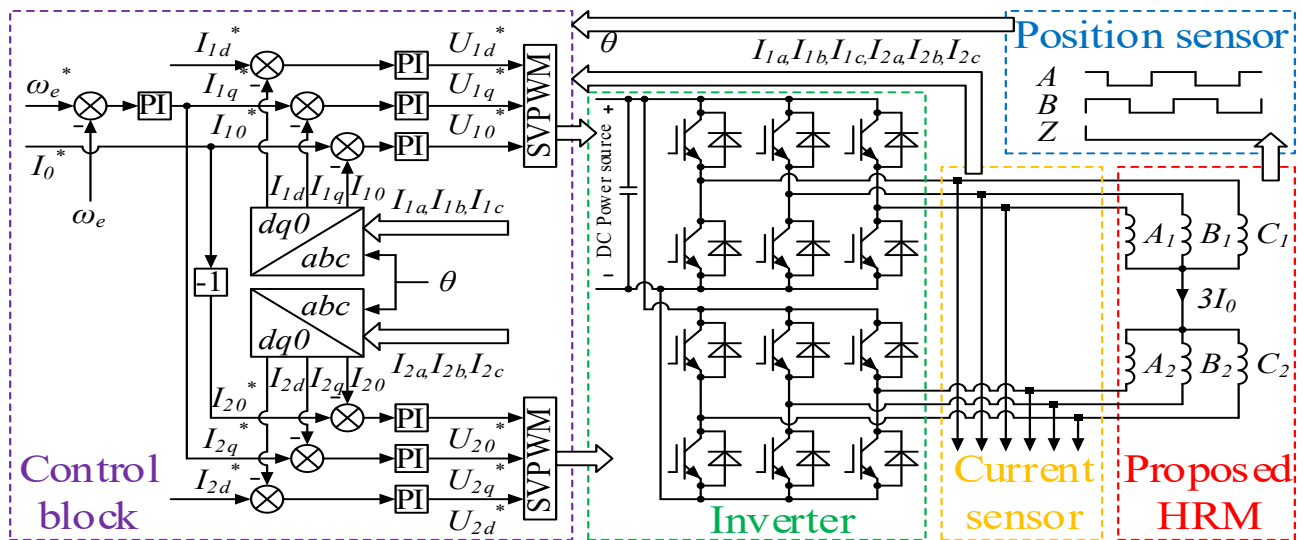 I1d*
ωe*
PI
I1q*
I10*
I0*
ωe
PI
PI
PI
U1d*
U1q*
U10*
SVPWM
I1d
I1q
I10
I1a,I1b,I1c
dq0
abc
θ
-1
abc
dq0
I2a,I2b,I2c
I2d
I2q
I20
I20*
I2q*
I2d*
PI
PI
PI
U20*
U2q*
U2d*
SVPWM
Control
block
θ
I1a,I1b,I1c,I2a,I2b,I2c
+
DC Power source
-
Inverter
Current
sensor
Position sensor
A
B
Z
A1
B1
C1
3I0
A2
B2
C2
Proposed
HRM